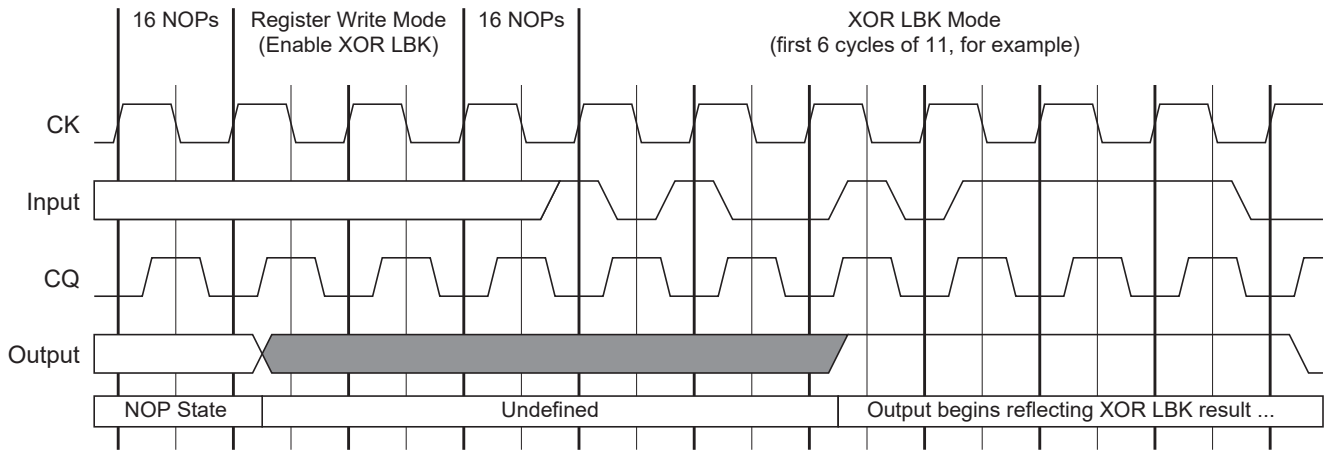 16 NOPs
Register Write Mode
(Enable XOR LBK)
16 NOPs
XOR LBK Mode
(first 6 cycles of 11, for example)
CK
Input
CQ
Output
NOP State
Undefined
Output begins reflecting XOR LBK result ...